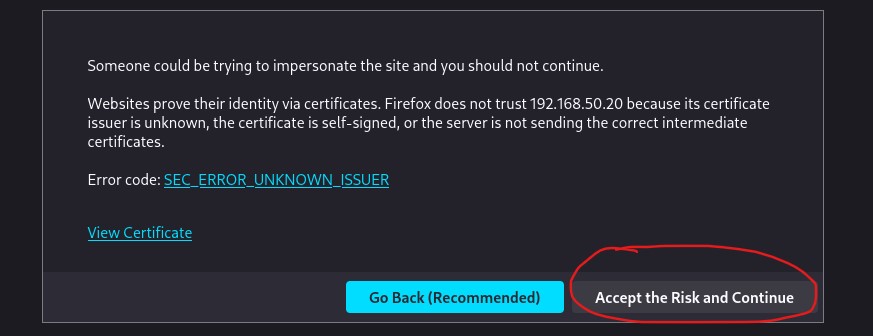 Someone could be trying to impersonate the site and you should not continue.
Websites prove their identity via certificates. Firefox does not trust 192.168.50.20 because its certificate
issuer is unknown, the certificate is self-signed, or the server is not sending the correct intermediate
certificates.
Error code: SEC_ERROR_UNKNOWN_ISSUER
View Certificate
Go Back (Recommended)
Accept the Risk and Continue